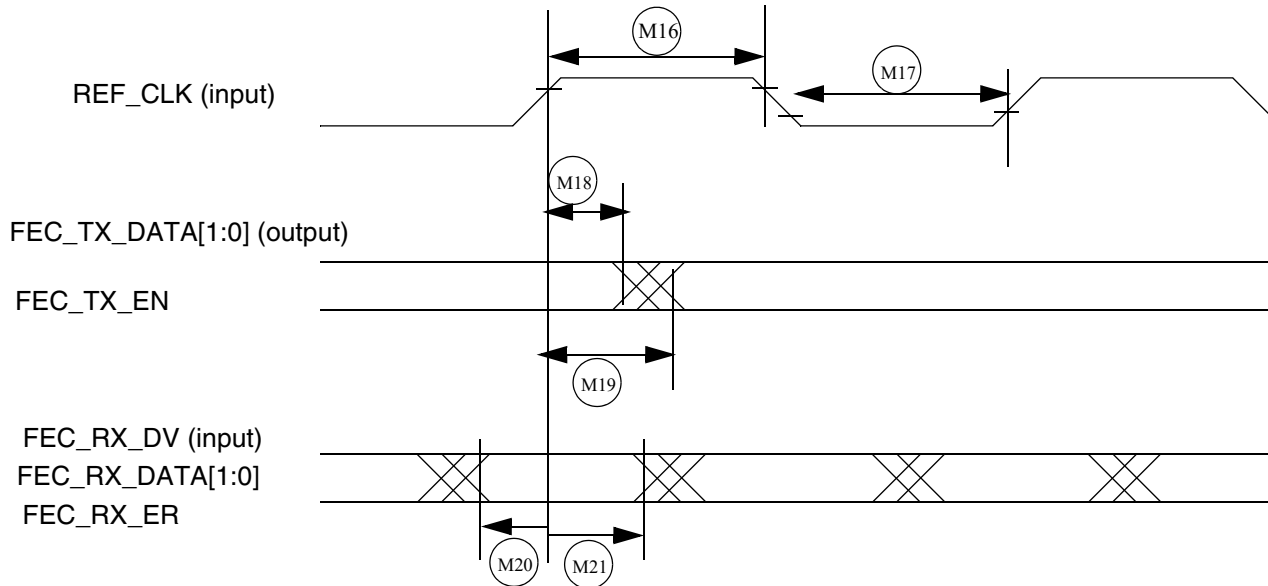 M16
REF_CLK (input)
M17
M18
FEC_TX_DATA[1:0] (output)
FEC_TX_EN
M19
FEC_RX_DV (input)
FEC_RX_DATA[1:0]
FEC_RX_ER
M20
M21